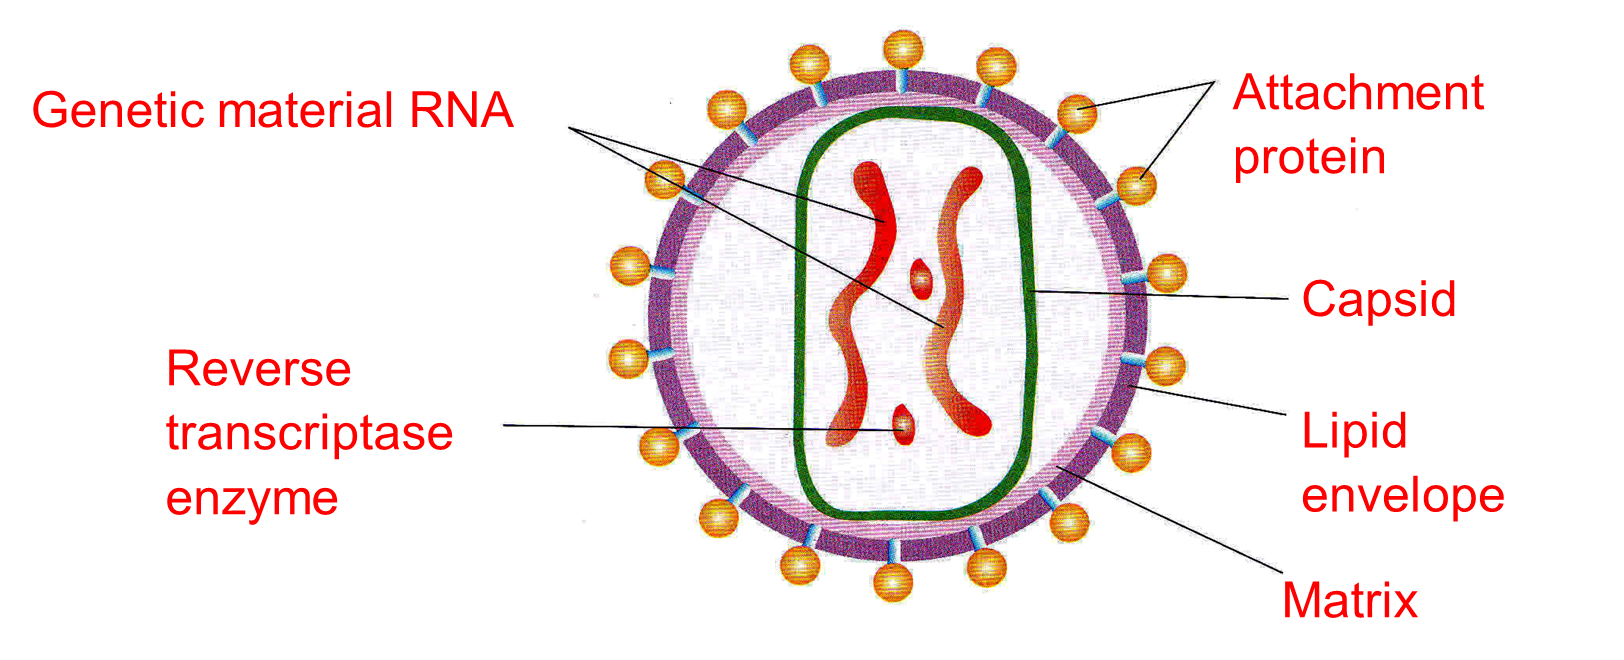 Genetic material RNA
Attachment
protein
Capsid
Reverse
transcriptase
enzyme
Lipid
envelope
Matrix